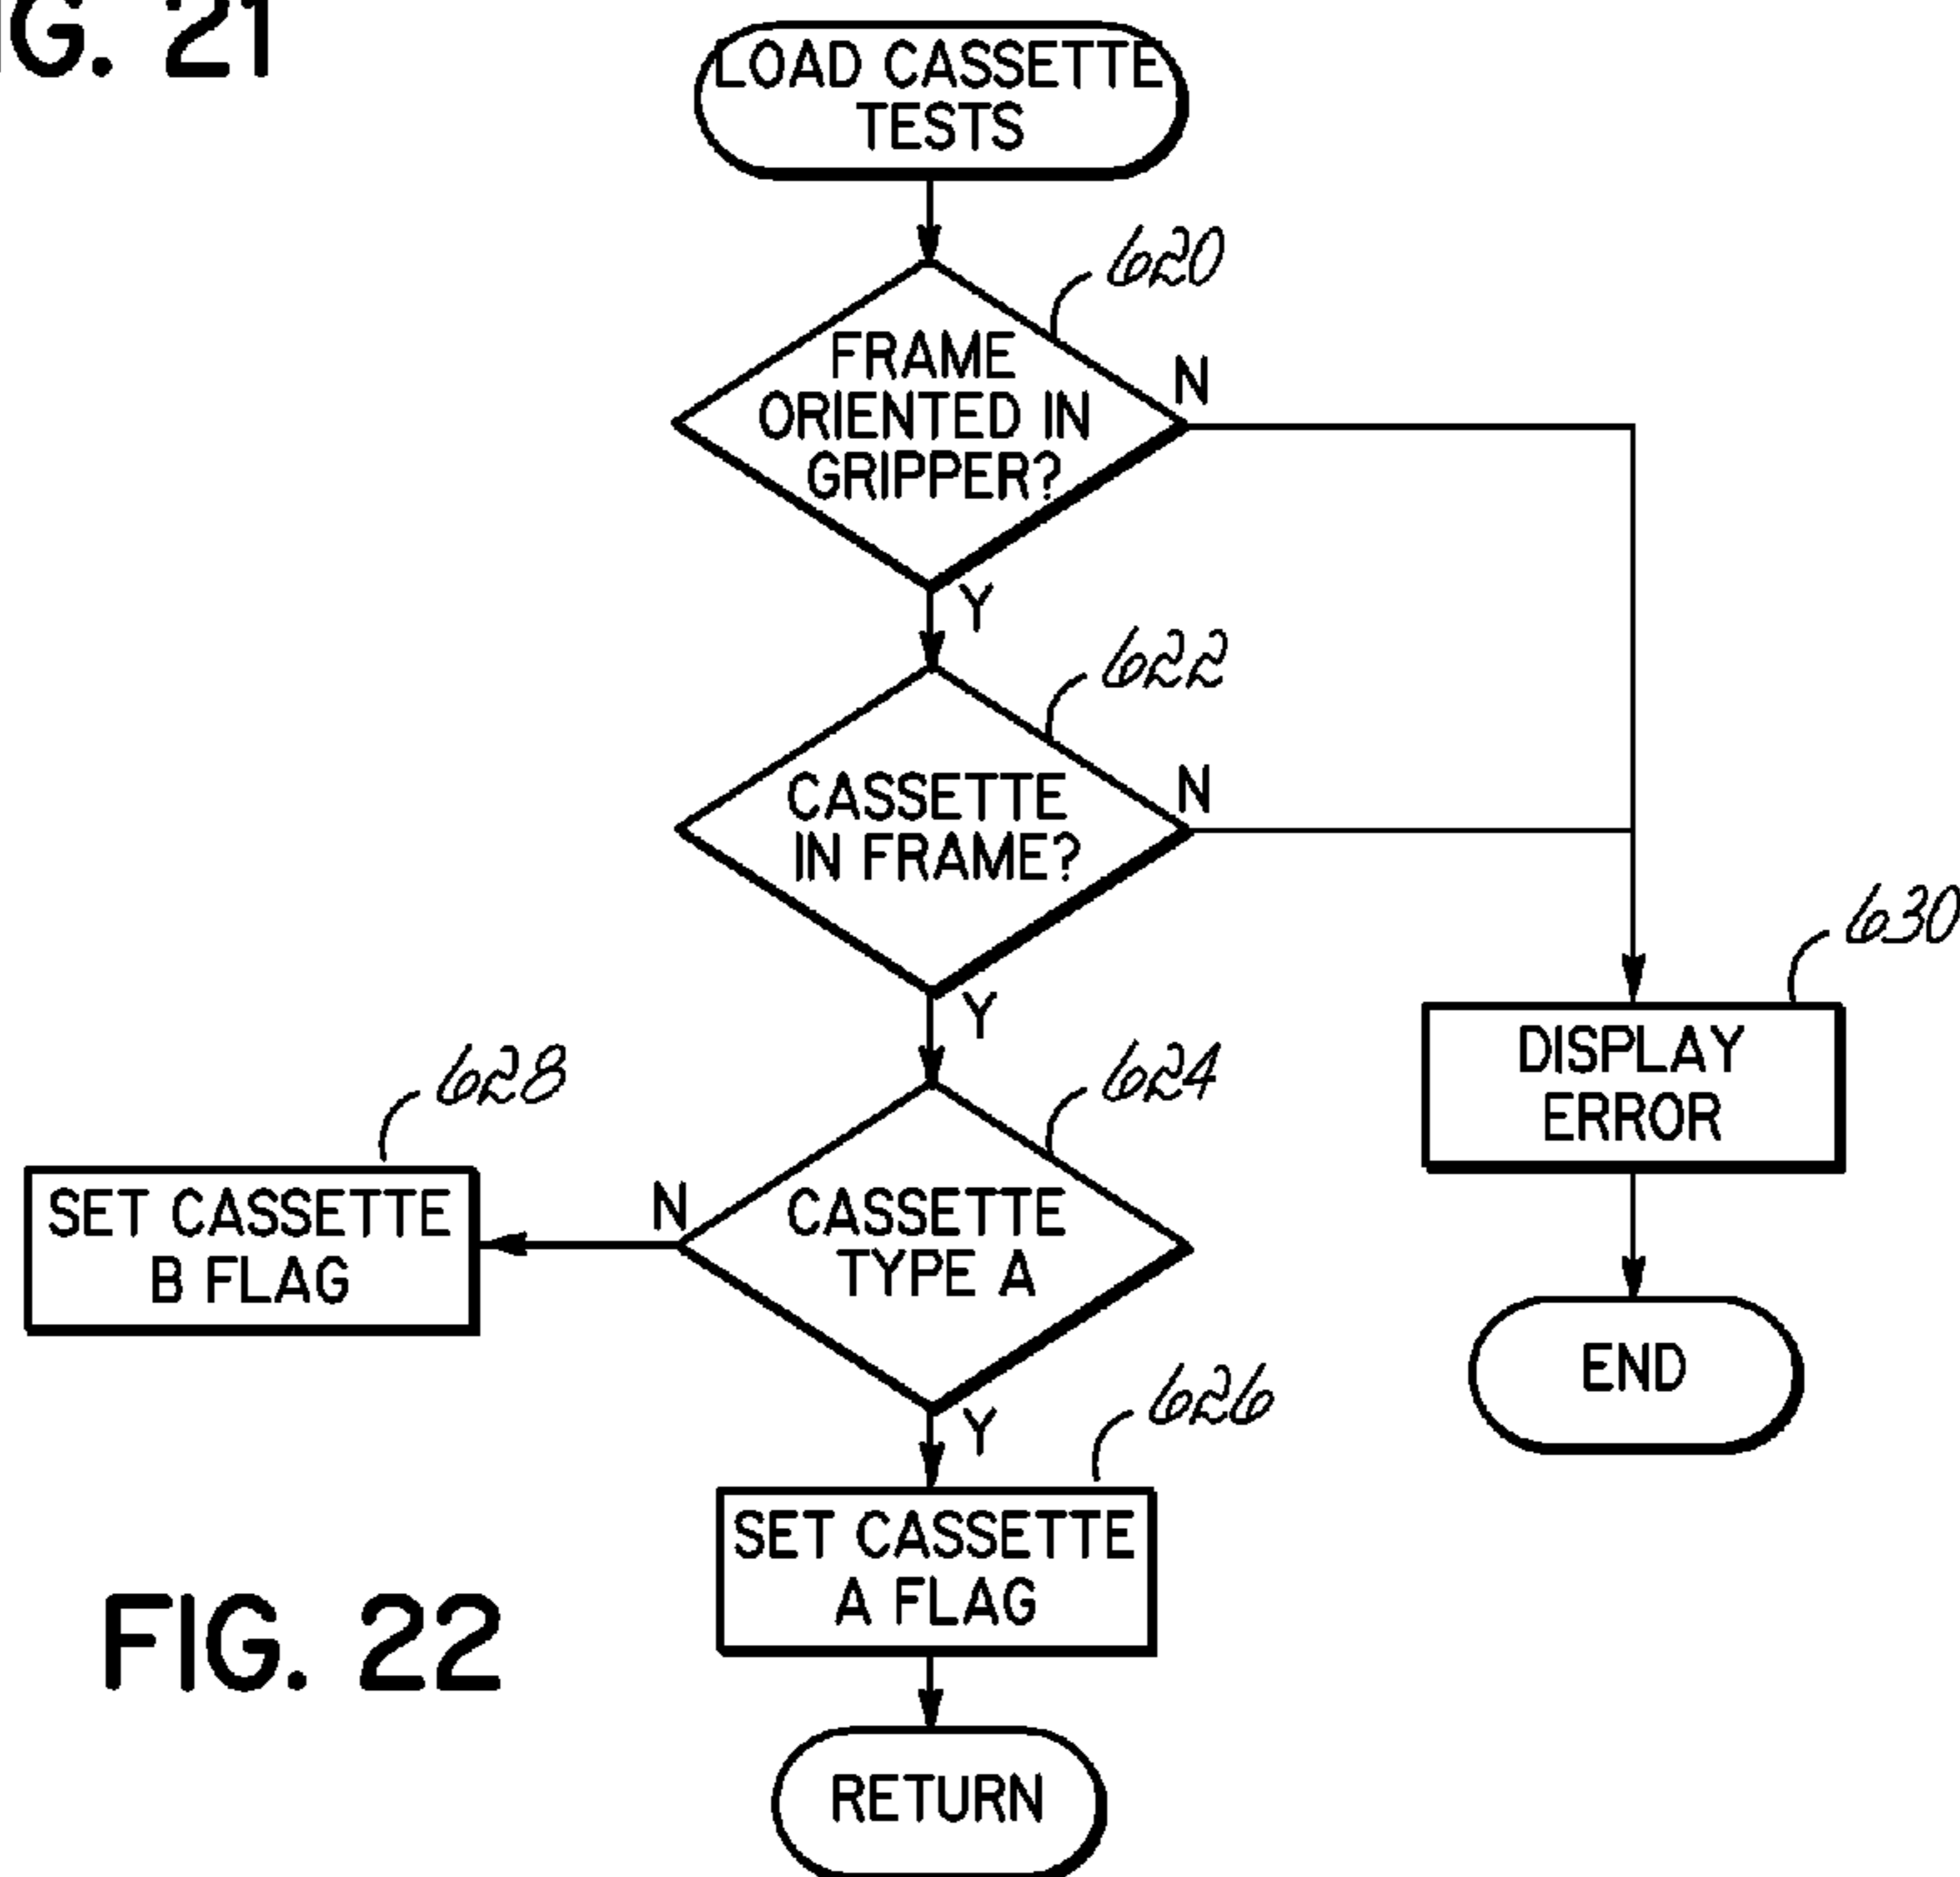 G. 21
LOAD CASSETTE
TESTS
620
FRAME
ORIENTED IN
GRIPPER?
N
Y
622
CASSETTE
IN FRAME?
N
Y
630
DISPLAY
ERROR
END
624
CASSETTE
TYPE A
N
628
SET CASSETTE
B FLAG
Y
626
SET CASSETTE
A FLAG
RETURN
FIG. 22